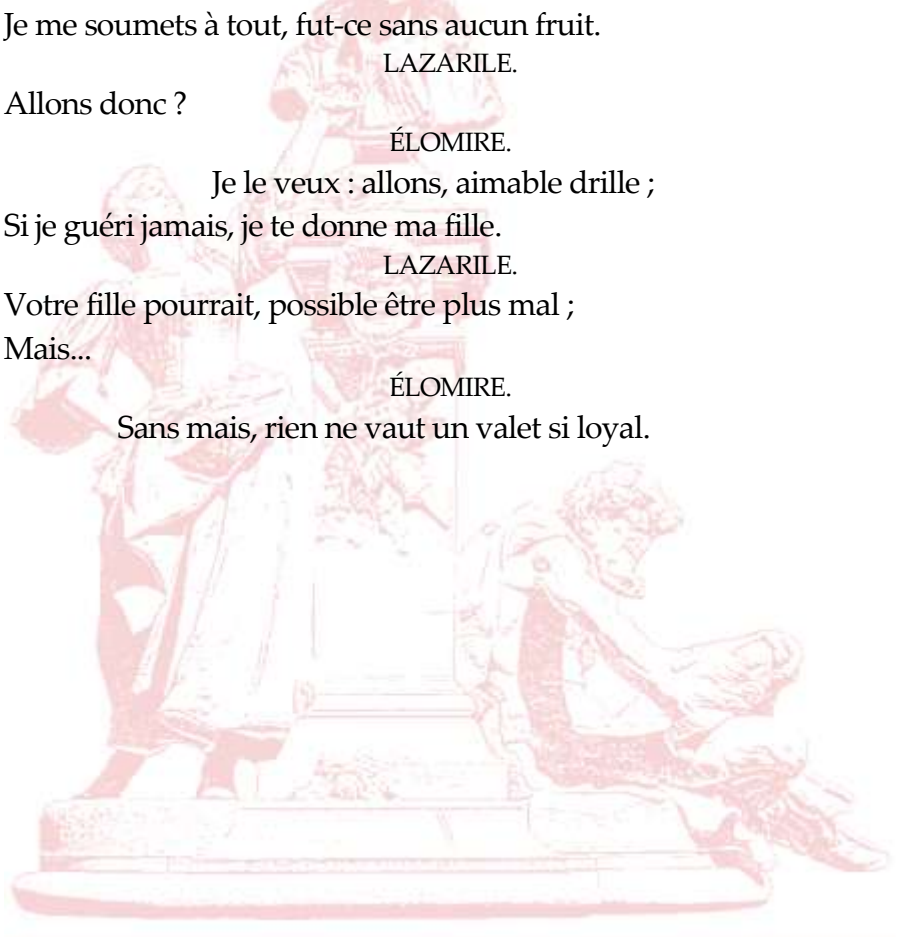 Je me soumets à tout, fut-ce sans aucun fruit.
LAZARILE.
Allons donc ?
ÉLOMIRE.
Je le veux : allons, aimable drille ;
Si je guéri jamais, je te donne ma fille.
LAZARILE.
Votre fille pourrait, possible être plus mal ;
Mais...
ÉLOMIRE.
Sans mais, rien ne vaut un valet si loyal.